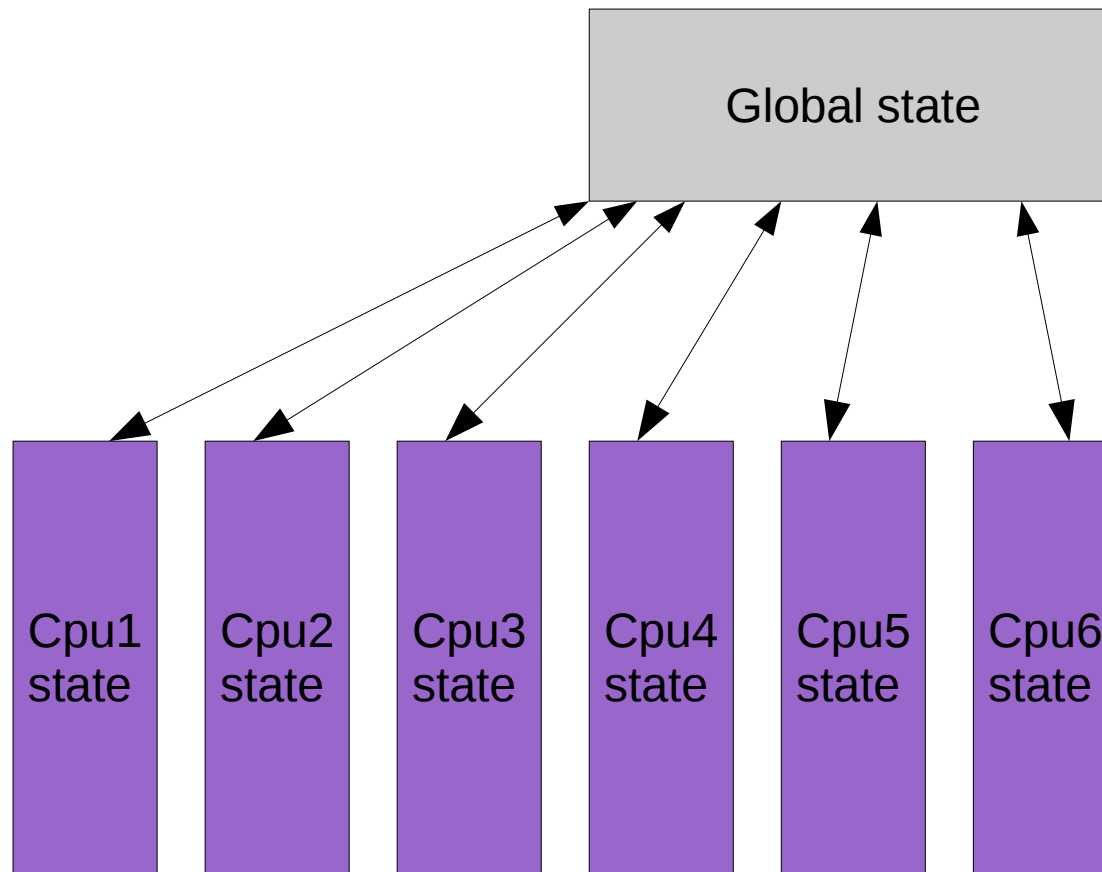 Global state
Cpu1
state
Cpu2
state
Cpu3
state
Cpu4
state
Cpu5
state
Cpu6
state